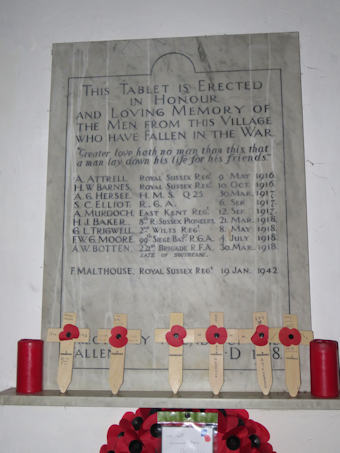 THIS TABLET IS ERECTED
IN HONOUR
AND LOVING MEMORY OF
THE MEN FROM THIS VILLAGE
WHO HAVE FALLEN IN THE WAR
"Greater love hath no man than this, that
a man lay down his life for his friends."
A. ATTRELL, ROYAL SUSSEX REGT 9 MAY 1916.
H.W. BARNES, ROYAL SUSSEX REGT 10 OCT 1916.
A.G. HERSEE, H.M.S. Q 25. 30 MAR. 1917.
S.C. ELLIOT, R.G.A. 6 SEP. 1917.
A. MURDOCH, EAST KENT REGT 12 SEP. 1917.
H.J. BAKER, 8TH R. SUSSEX PIONEERS, 21 MAR. 1918.
G.L. TRIGWELL, 2ND WILTS REGT 8 MAY 1918.
F.W.G. MOORE, 99TH SIEGE BATY R.G.A. 4 JULY 1918.
A.W. BOTTEN, 22ND BRIGADE R.F.A. 30 MAR. 1918.
LATE OF SOUTHEASE.
F. MALTHOUSE, ROYAL SUSSEX REGT 19 JAN. 1942